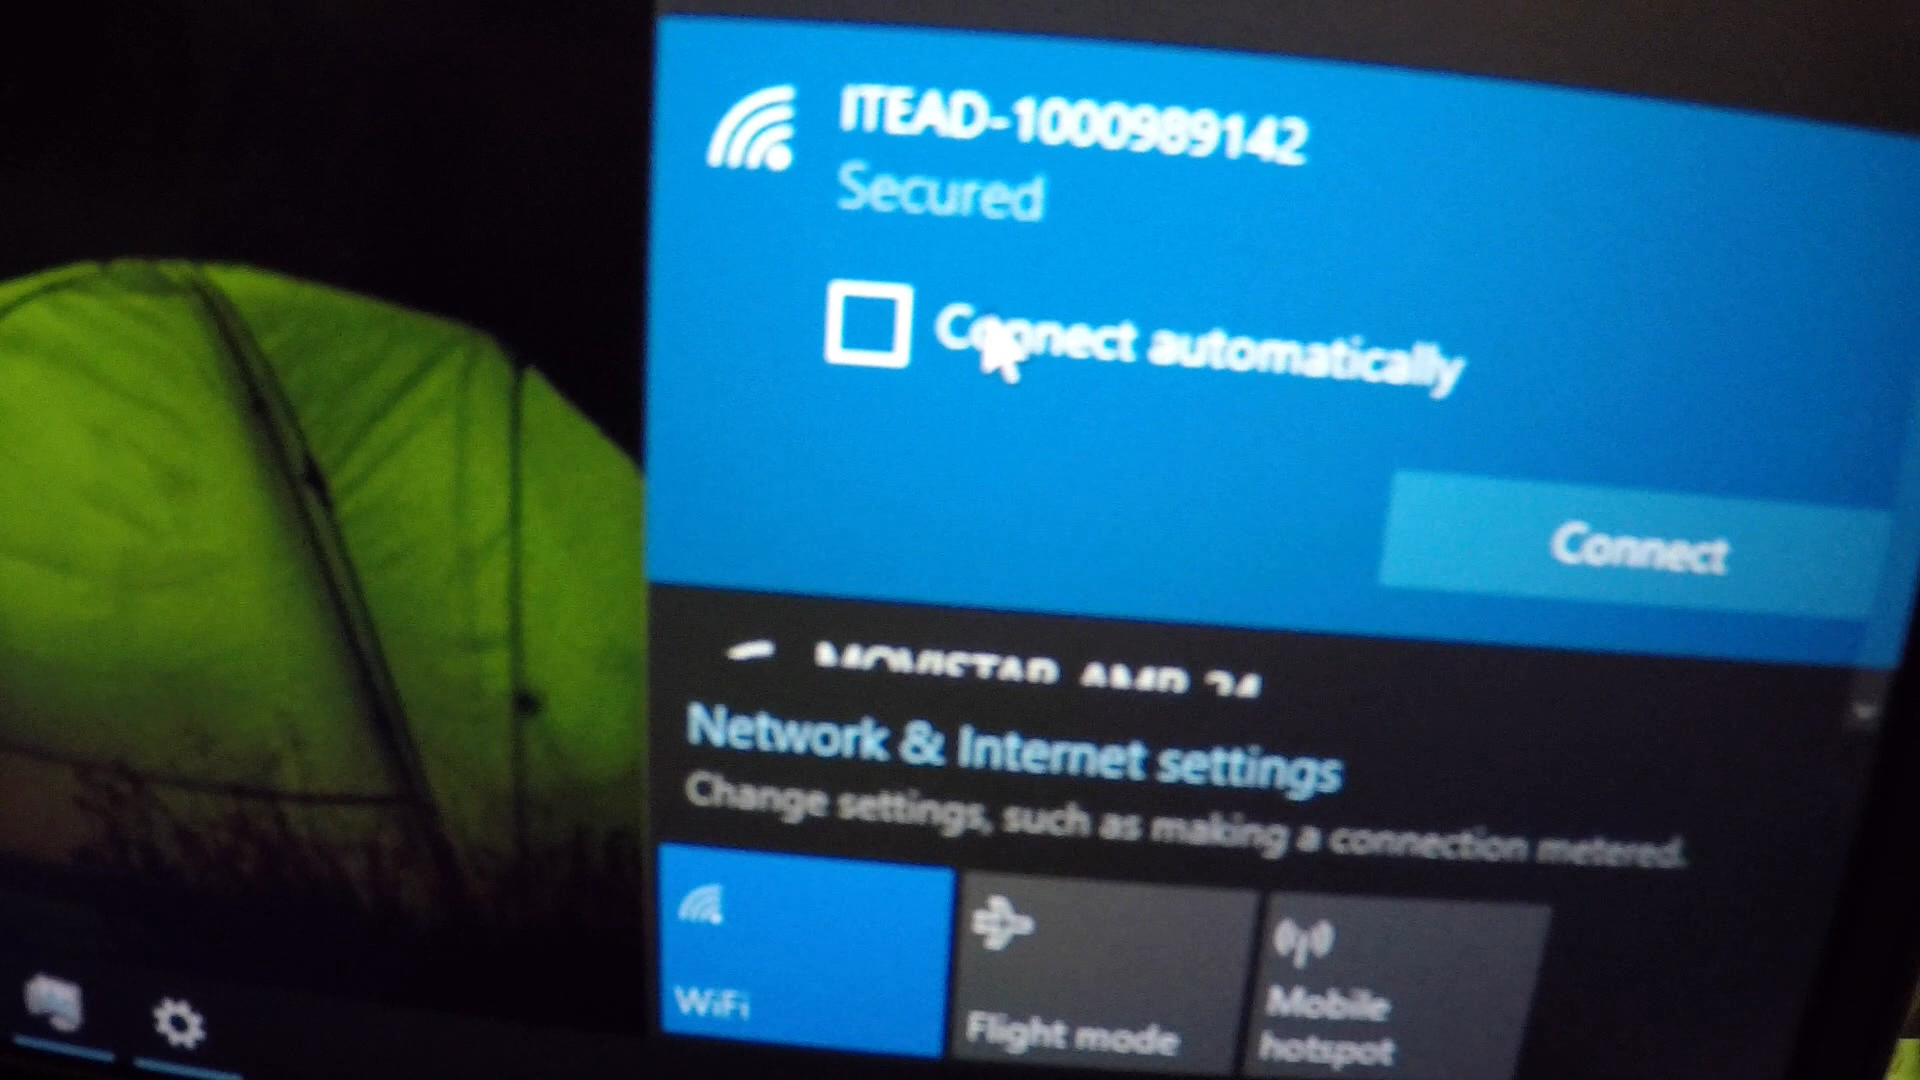 ITEAD-1000989142
Secured
Connect automatically
Connect
MOVISTAR
Network & Internet settings
Change settings, such as making a connection metered.
WiFi
Flight mode
Mobile
hotspot